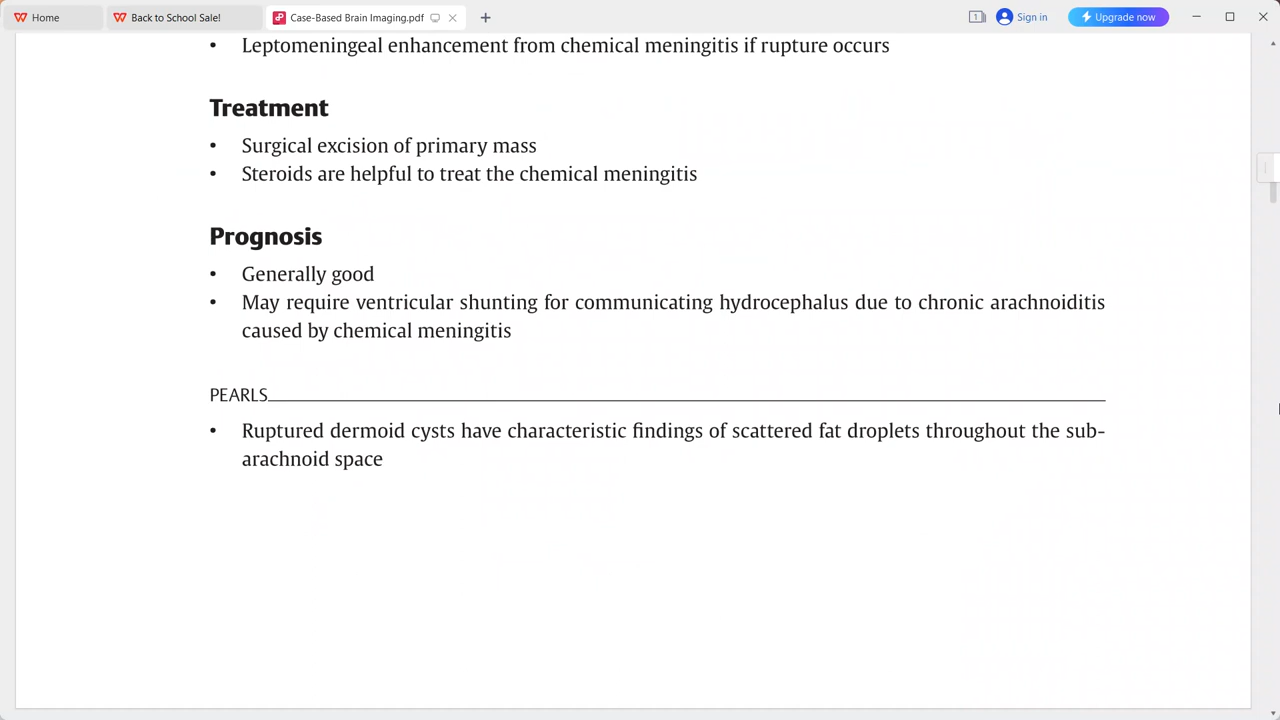 Home
Back to School Sale!
Case-Based Brain Imaging.pdf
1
Sign in
Upgrade now
• Leptomeningeal enhancement from chemical meningitis if rupture occurs
Treatment
• Surgical excision of primary mass
• Steroids are helpful to treat the chemical meningitis
Prognosis
• Generally good
• May require ventricular shunting for communicating hydrocephalus due to chronic arachnoiditis
caused by chemical meningitis
PEARLS
• Ruptured dermoid cysts have characteristic findings of scattered fat droplets throughout the sub-
arachnoid space